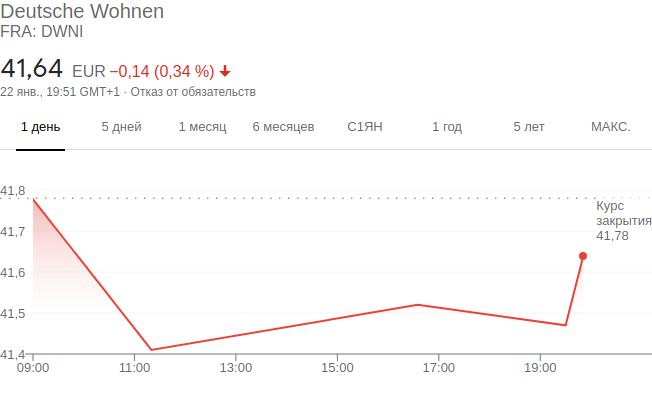 Deutsche Wohnen
FRA: DWNI
41,64 EUR −0,14 (0,34 %)
22 янв., 19:51 GMT+1 · Отказ от обязательств
1 день 5 дней 1 месяц 6 месяцев С1ЯН 1 год 5 лет МАКС.
41,8
Курс
закрытия
41,78
41,7
41,6
41,5
41,4
09:00 11:00 13:00 15:00 17:00 19:00